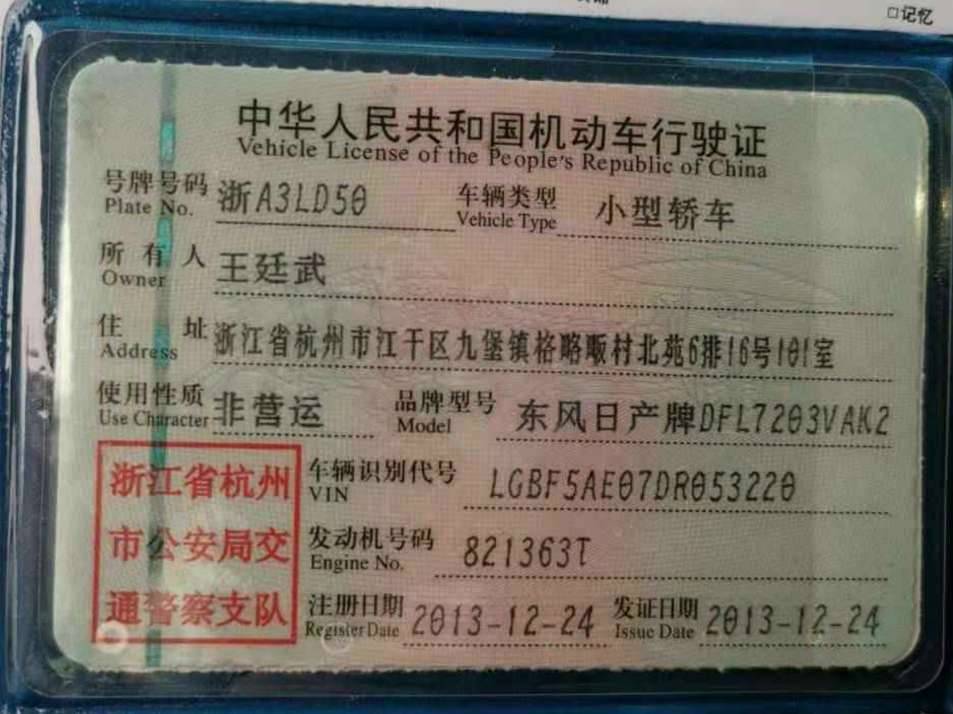 □记忆
中华人民共和国机动车行驶证
Vehicle License of the People's Republic of China
号牌号码 浙A3LD50 车辆类型 小型轿车
Plate No. Vehicle Type
所有人 王廷武
Owner
住址 浙江省杭州市江干区九堡镇格畈村北苑6排16号101室
Address
使用性质 非营运 品牌型号 东风日产牌DFL7203VAK2
Use Character Model
浙江省杭州
市公安局交
通警察支队
车辆识别代号 LGBF5AE07DR053220
VIN
发动机号码 821363T
Engine No.
注册日期 2013-12-24 发证日期 2013-12-24
Register Date Issue Date